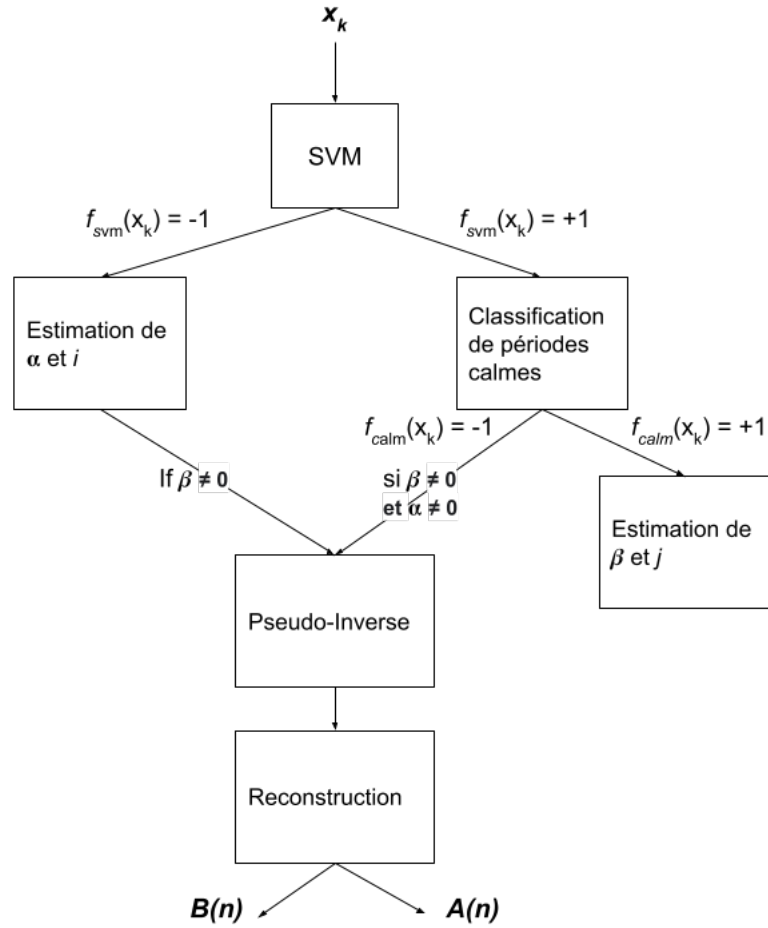 x_k
SVM
f_svm(x_k) = -1
f_svm(x_k) = +1
Estimation de
α et i
Classification
de périodes
calmes
f_calm(x_k) = -1
f_calm(x_k) = +1
If β ≠ 0
si β ≠ 0
et α ≠ 0
Estimation de
β et j
Pseudo-Inverse
Reconstruction
B(n)
A(n)